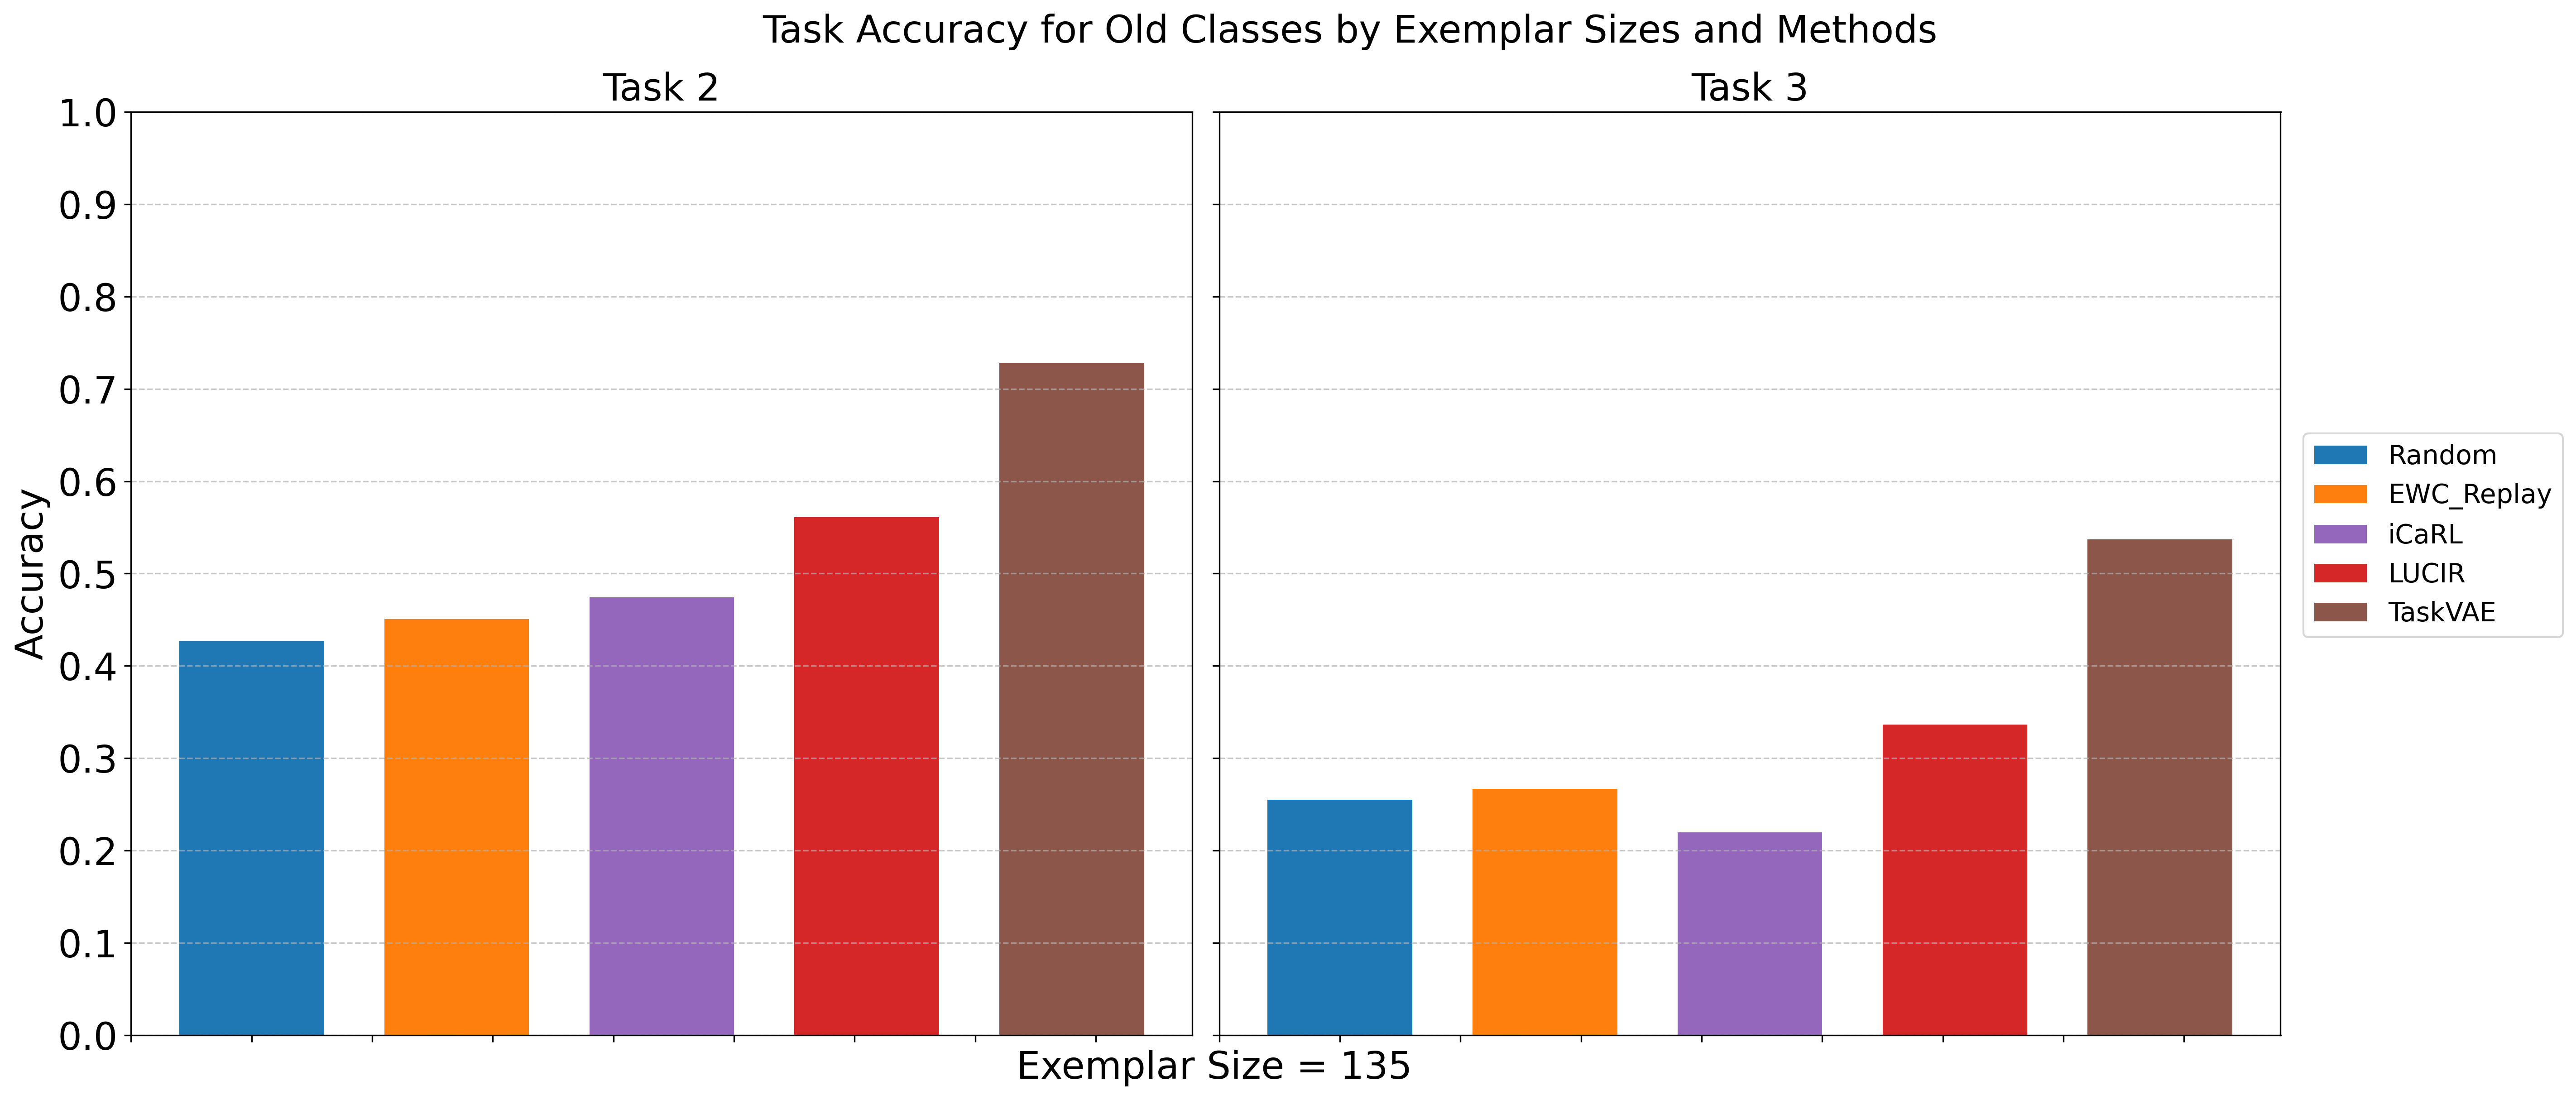 Task Accuracy for Old Classes by Exemplar Sizes and Methods
Task 2
Task 3
Accuracy
1.0
0.9
0.8
0.7
0.6
0.5
0.4
0.3
0.2
0.1
0.0
Exemplar Size = 135
Random
EWC_Replay
iCaRL
LUCIR
TaskVAE